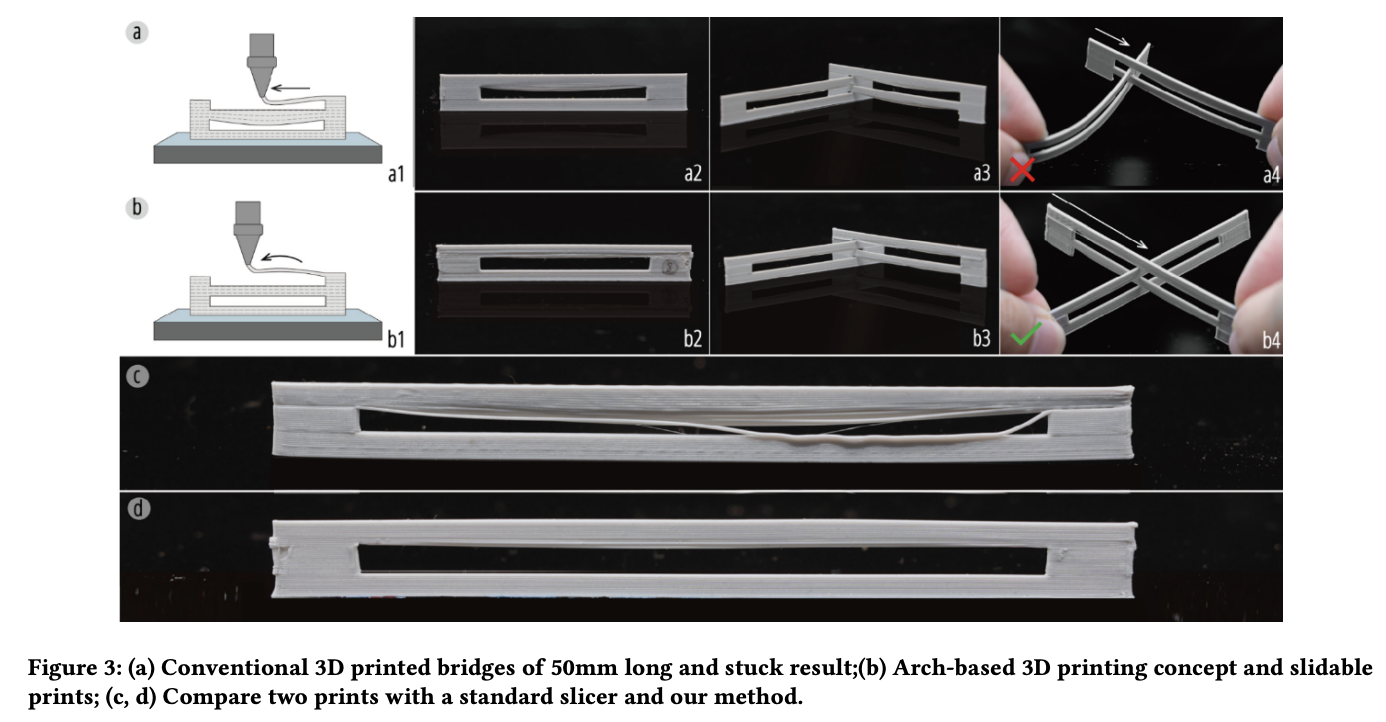 a
a1
a2
a3
a4
b
b1
b2
b3
b4
c
d
Figure 3: (a) Conventional 3D printed bridges of 50mm long and stuck result;(b) Arch-based 3D printing concept and slidable
prints; (c, d) Compare two prints with a standard slicer and our method.